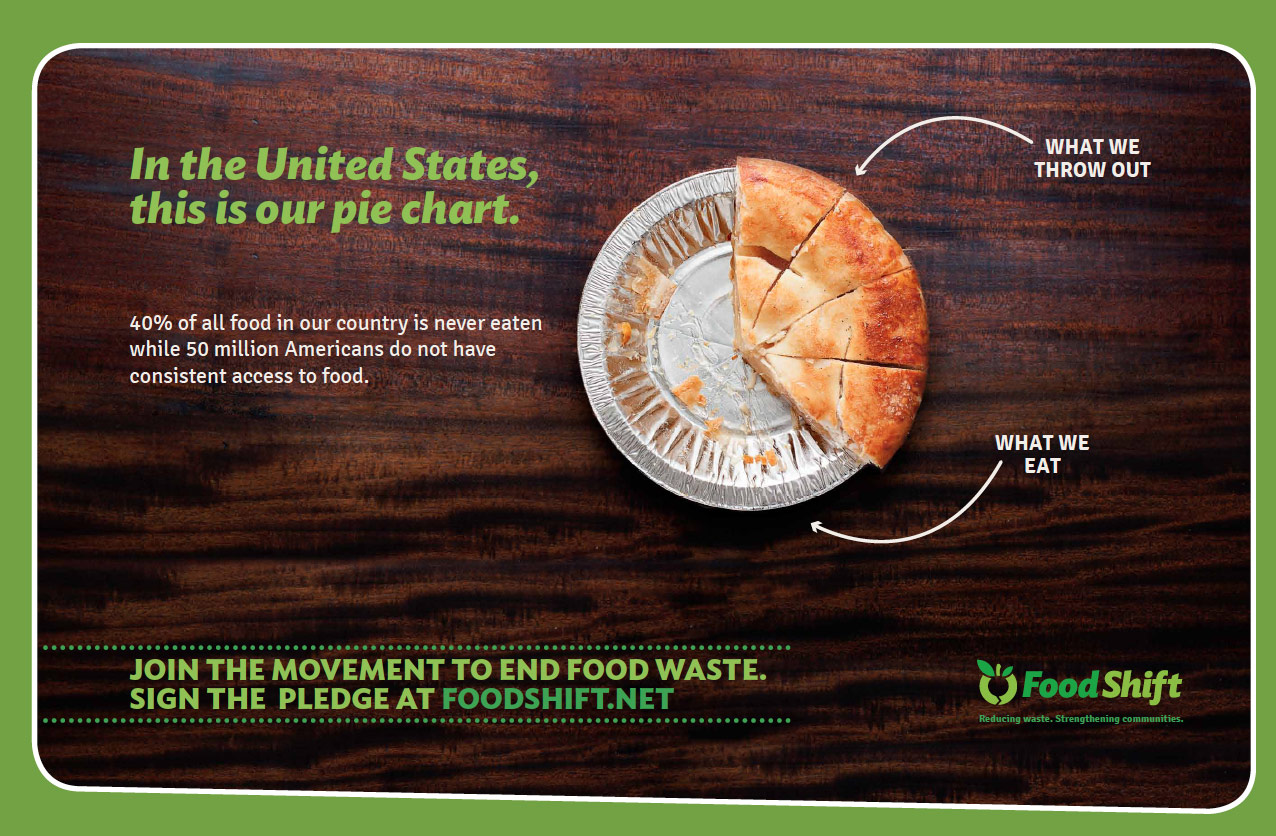 In the United States,
this is our pie chart.
40% of all food in our country is never eaten
while 50 million Americans do not have
consistent access to food.
WHAT WE
THROW OUT
WHAT WE
EAT
JOIN THE MOVEMENT TO END FOOD WASTE.
SIGN THE PLEDGE AT FOODSHIFT.NET
Food Shift
Reducing waste. Strengthening communities.